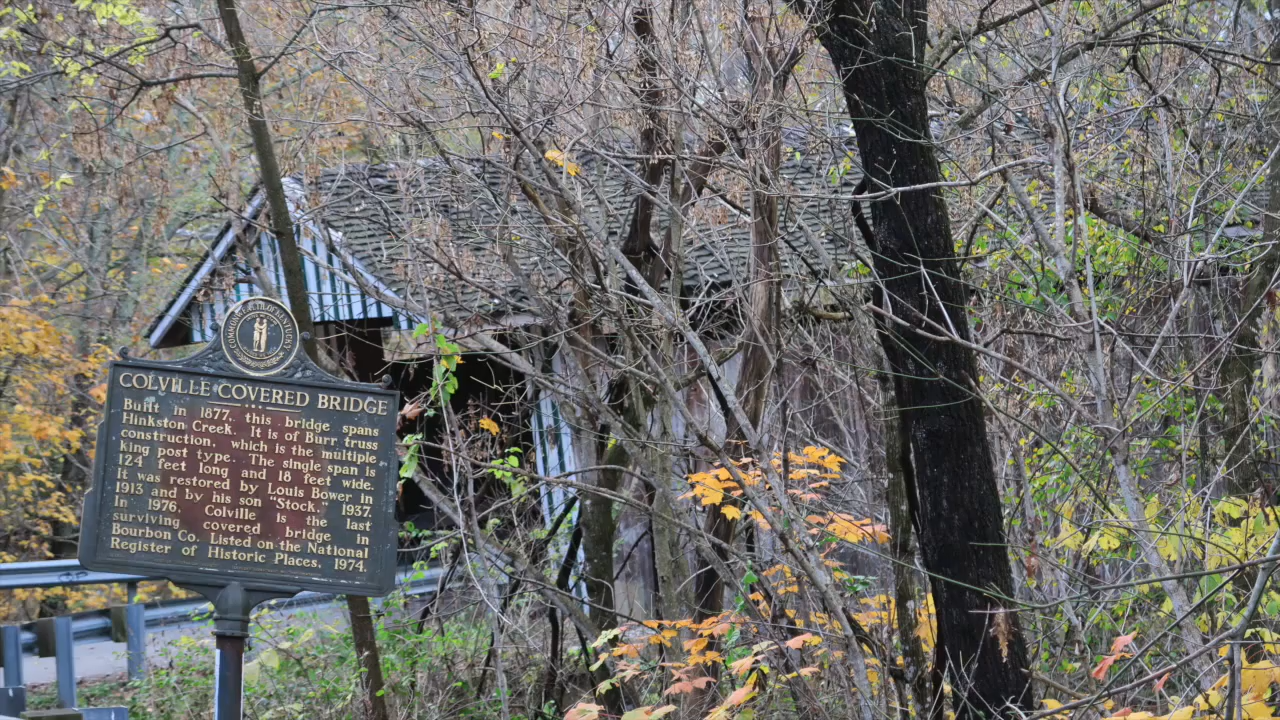 COMMONWEALTH OF KENTUCKY
COLVILLE COVERED BRIDGE
Built in 1877, this bridge spans
Hinkston Creek. It is of Burr truss
construction, which is the multiple
king post type. The single span is
124 feet long and 18 feet wide.
It was restored by Louis Bower in
1913 and by his son "Stock," 1937.
In 1976, Colville is the last
surviving covered bridge in
Bourbon Co. Listed on the National
Register of Historic Places, 1974.